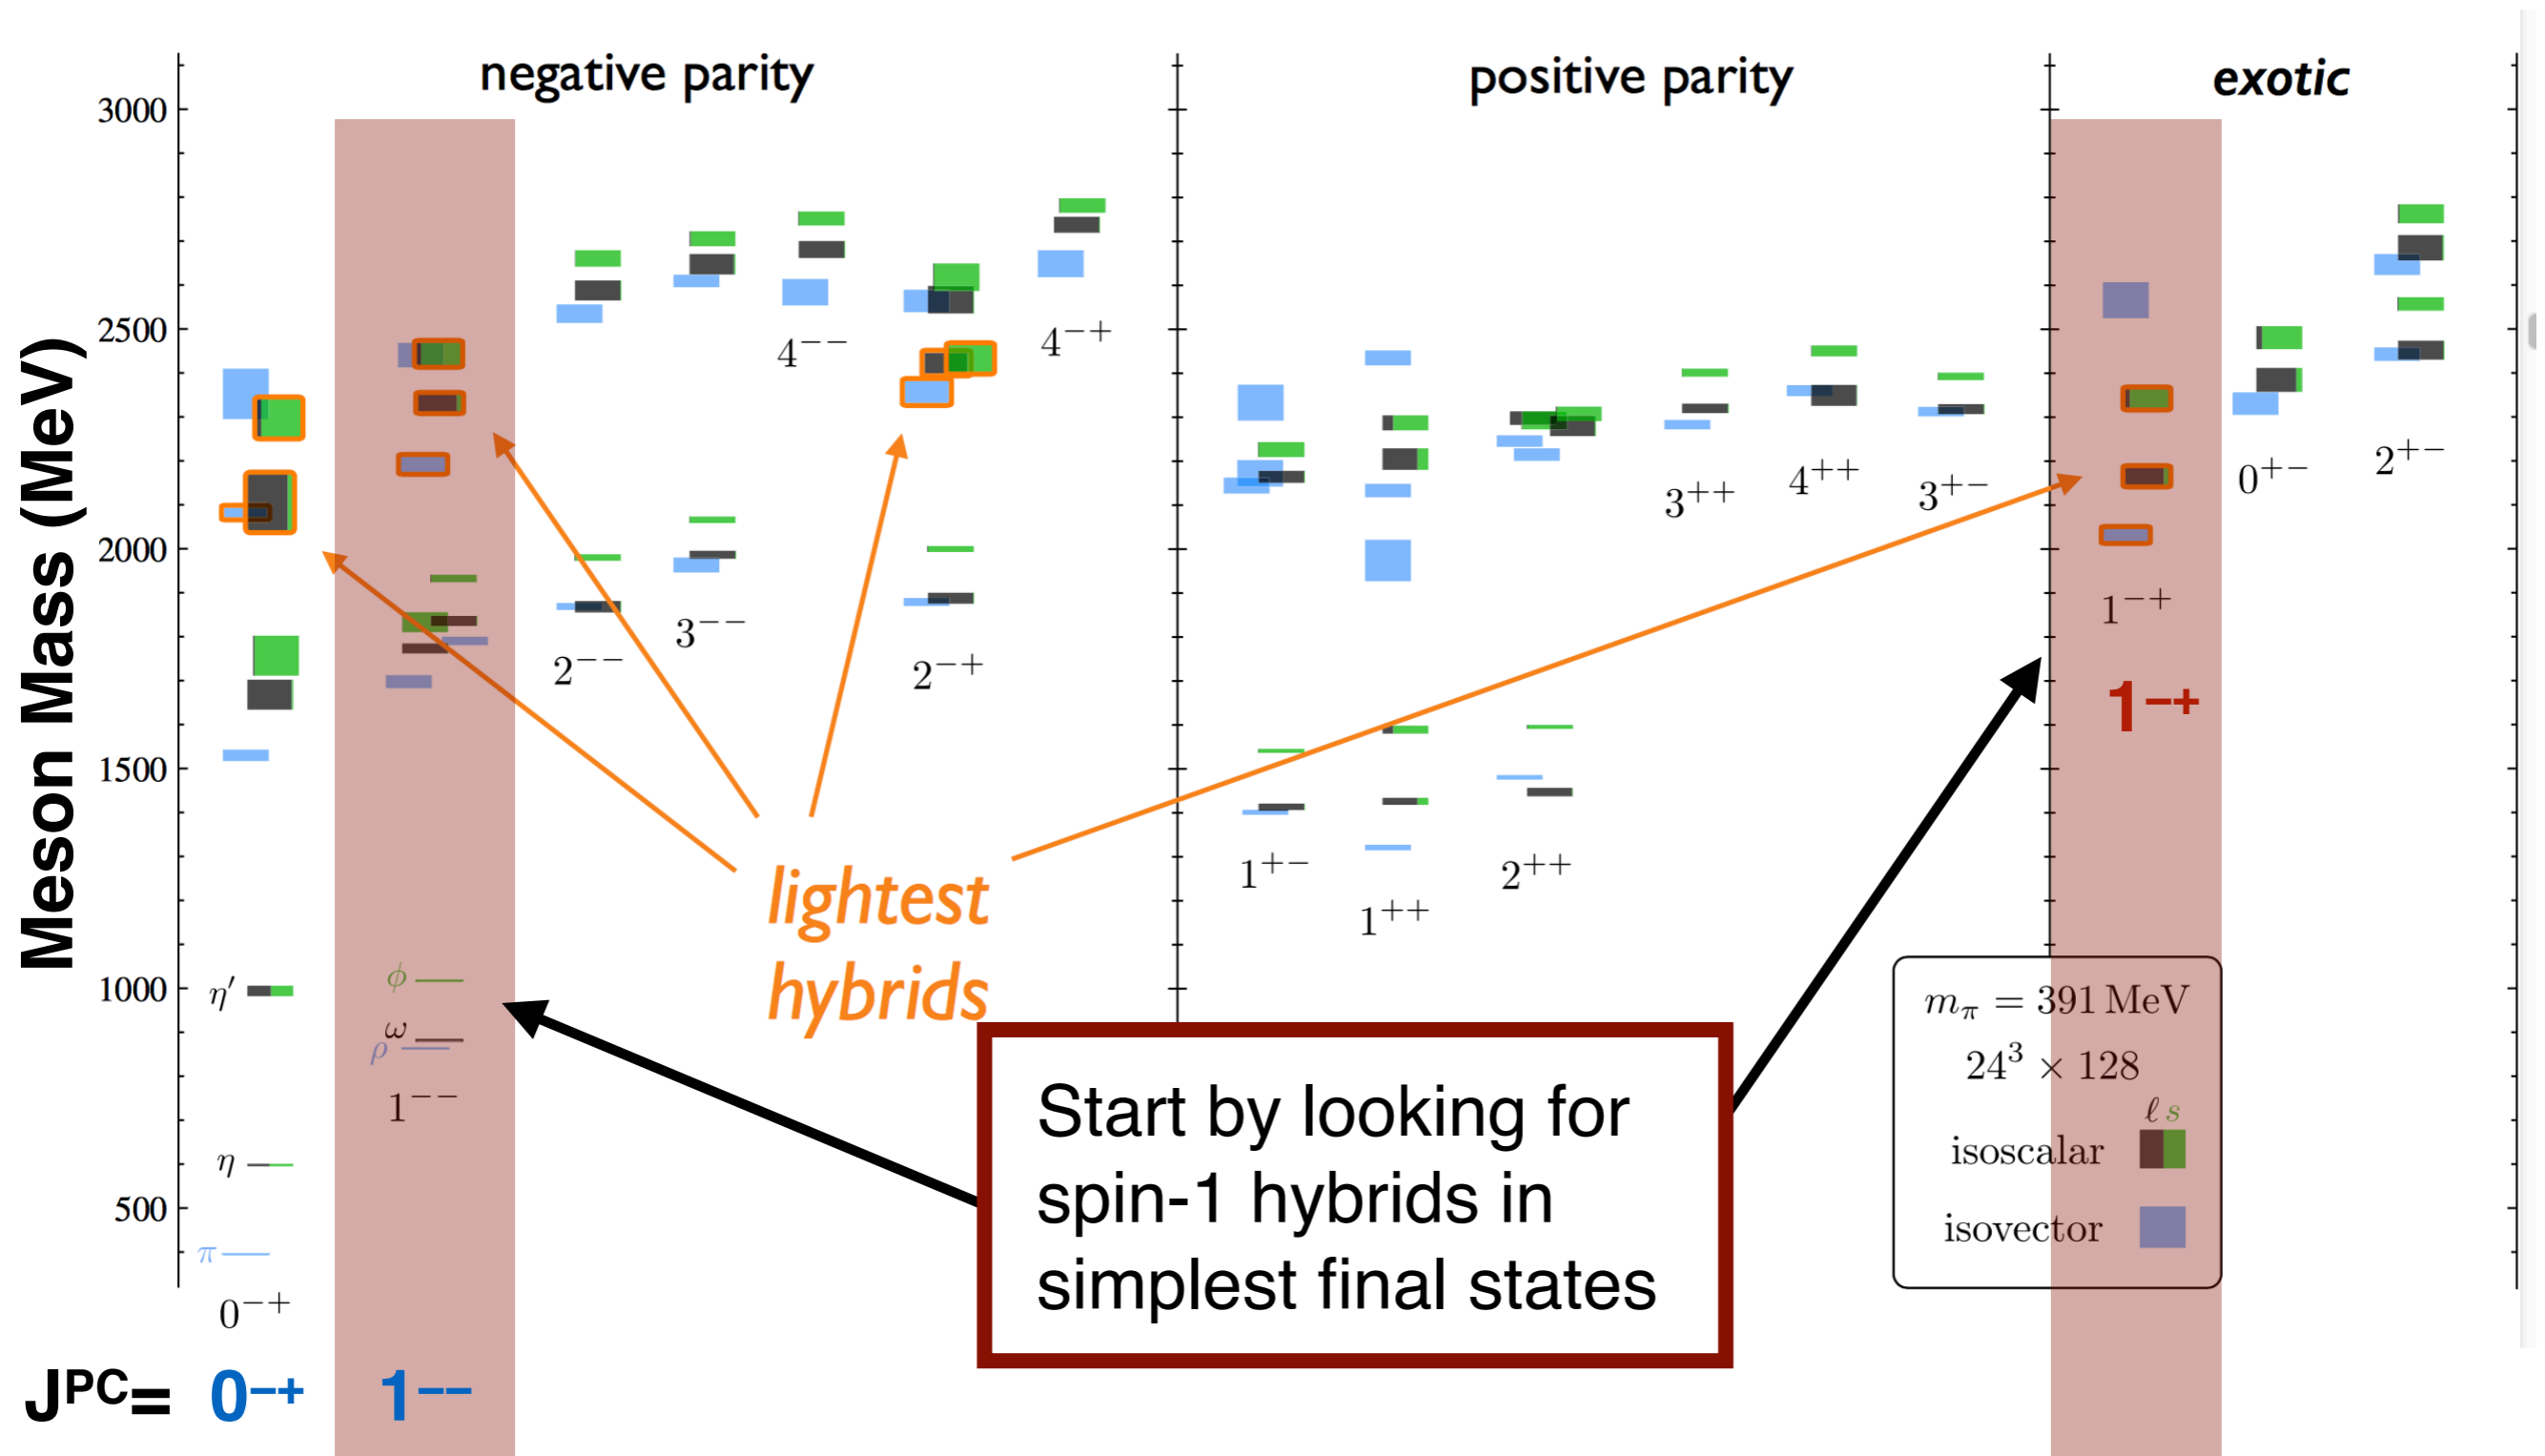 negative parity
positive parity
exotic
Meson Mass (MeV)
3000
2500
2000
1500
1000
500
4⁻⁻
4⁻⁺
2⁻⁻
3⁻⁻
2⁻⁺
3⁺⁺
4⁺⁺
3⁺⁻
0⁺⁻
2⁺⁻
1⁻⁺
1⁻⁺
1⁺⁻
1⁺⁺
2⁺⁺
lightest
hybrids
η′
ϕ
ω
ρ
1⁻⁻
η
π
0⁻⁺
Start by looking for
spin-1 hybrids in
simplest final states
m_π = 391 MeV
24³ × 128
ℓ s
isoscalar
isovector
Jᴾᶜ= 0⁻⁺ 1⁻⁻